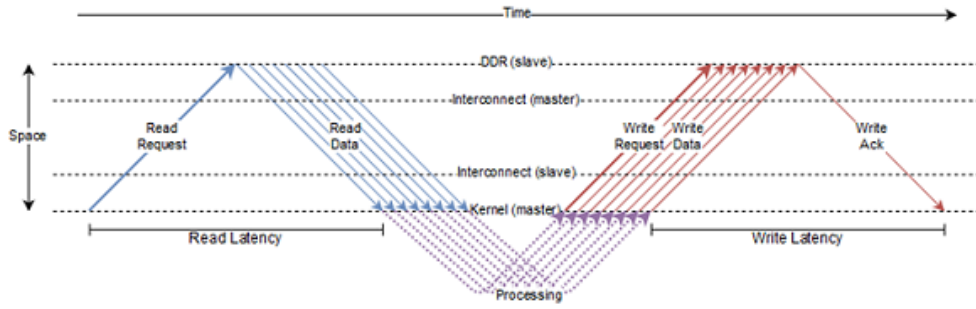 Time
DDR (slave)
Interconnect (master)
Space
Read
Request
Read
Data
Write
Request
Write
Data
Write
Ack
Interconnect (slave)
Kernel (master)
Read Latency
Write Latency
Processing